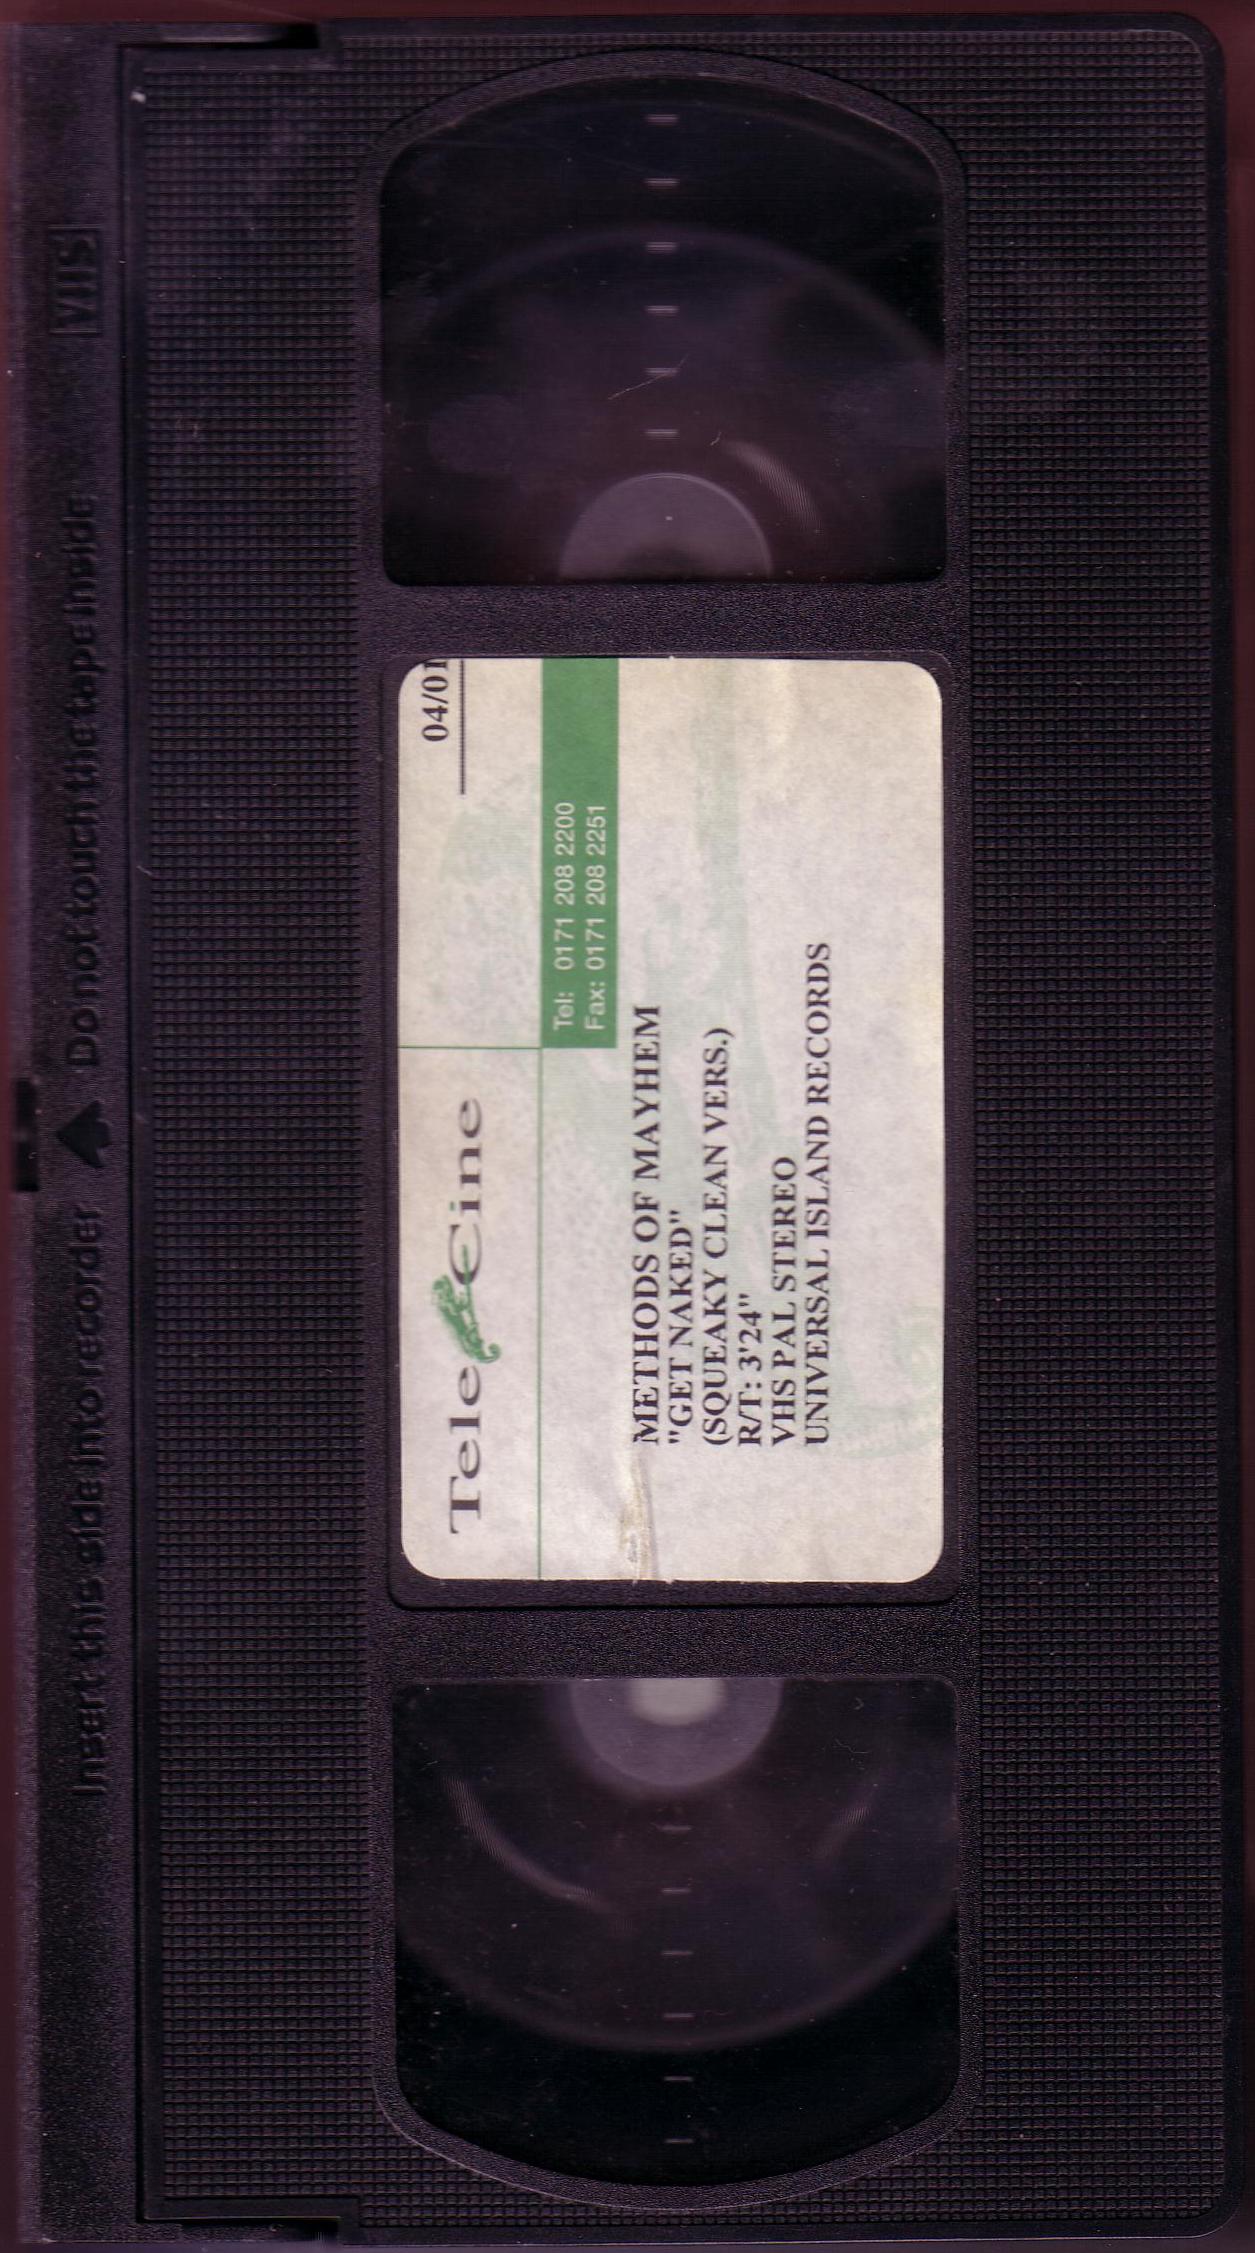 VHS
Insert this side into recorder ▲ Do not touch the tape inside
Tele Cine
04/01
Tel: 0171 208 2200
Fax: 0171 208 2251
METHODS OF MAYHEM
"GET NAKED"
(SQUEAKY CLEAN VERS.)
R/T: 3'24"
VHS PAL STEREO
UNIVERSAL ISLAND RECORDS